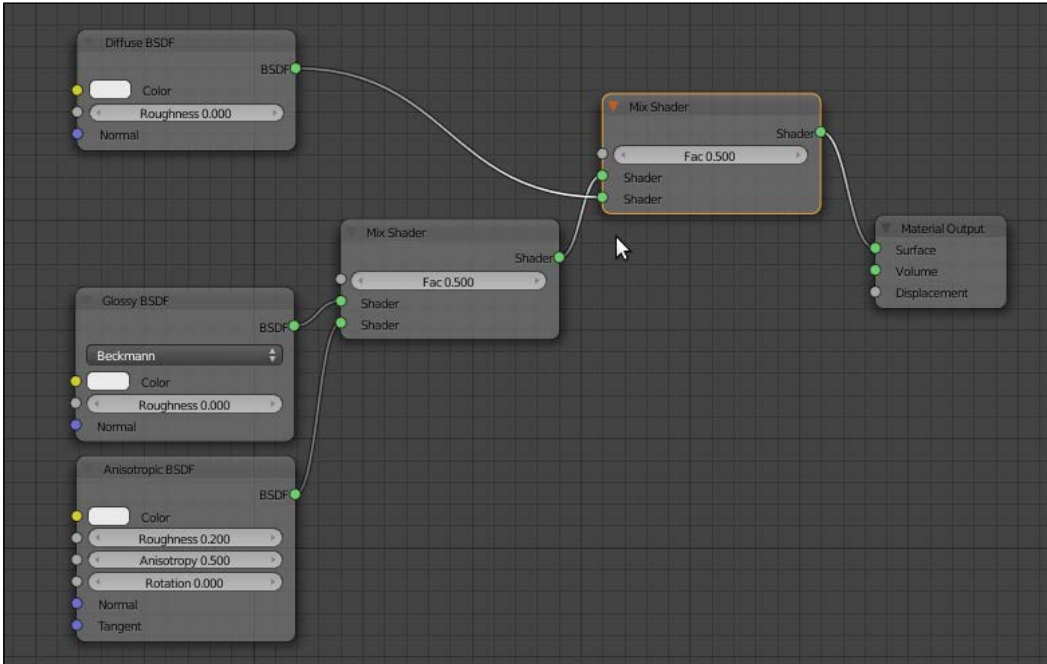 Diffuse BSDF
BSDF
Color
Roughness 0.000
Normal
Mix Shader
Shader
Fac 0.500
Shader
Shader
Mix Shader
Shader
Fac 0.500
Shader
Shader
Material Output
Surface
Volume
Displacement
Glossy BSDF
BSDF
Beckmann
Color
Roughness 0.000
Normal
Anisotropic BSDF
BSDF
Color
Roughness 0.200
Anisotropy 0.500
Rotation 0.000
Normal
Tangent